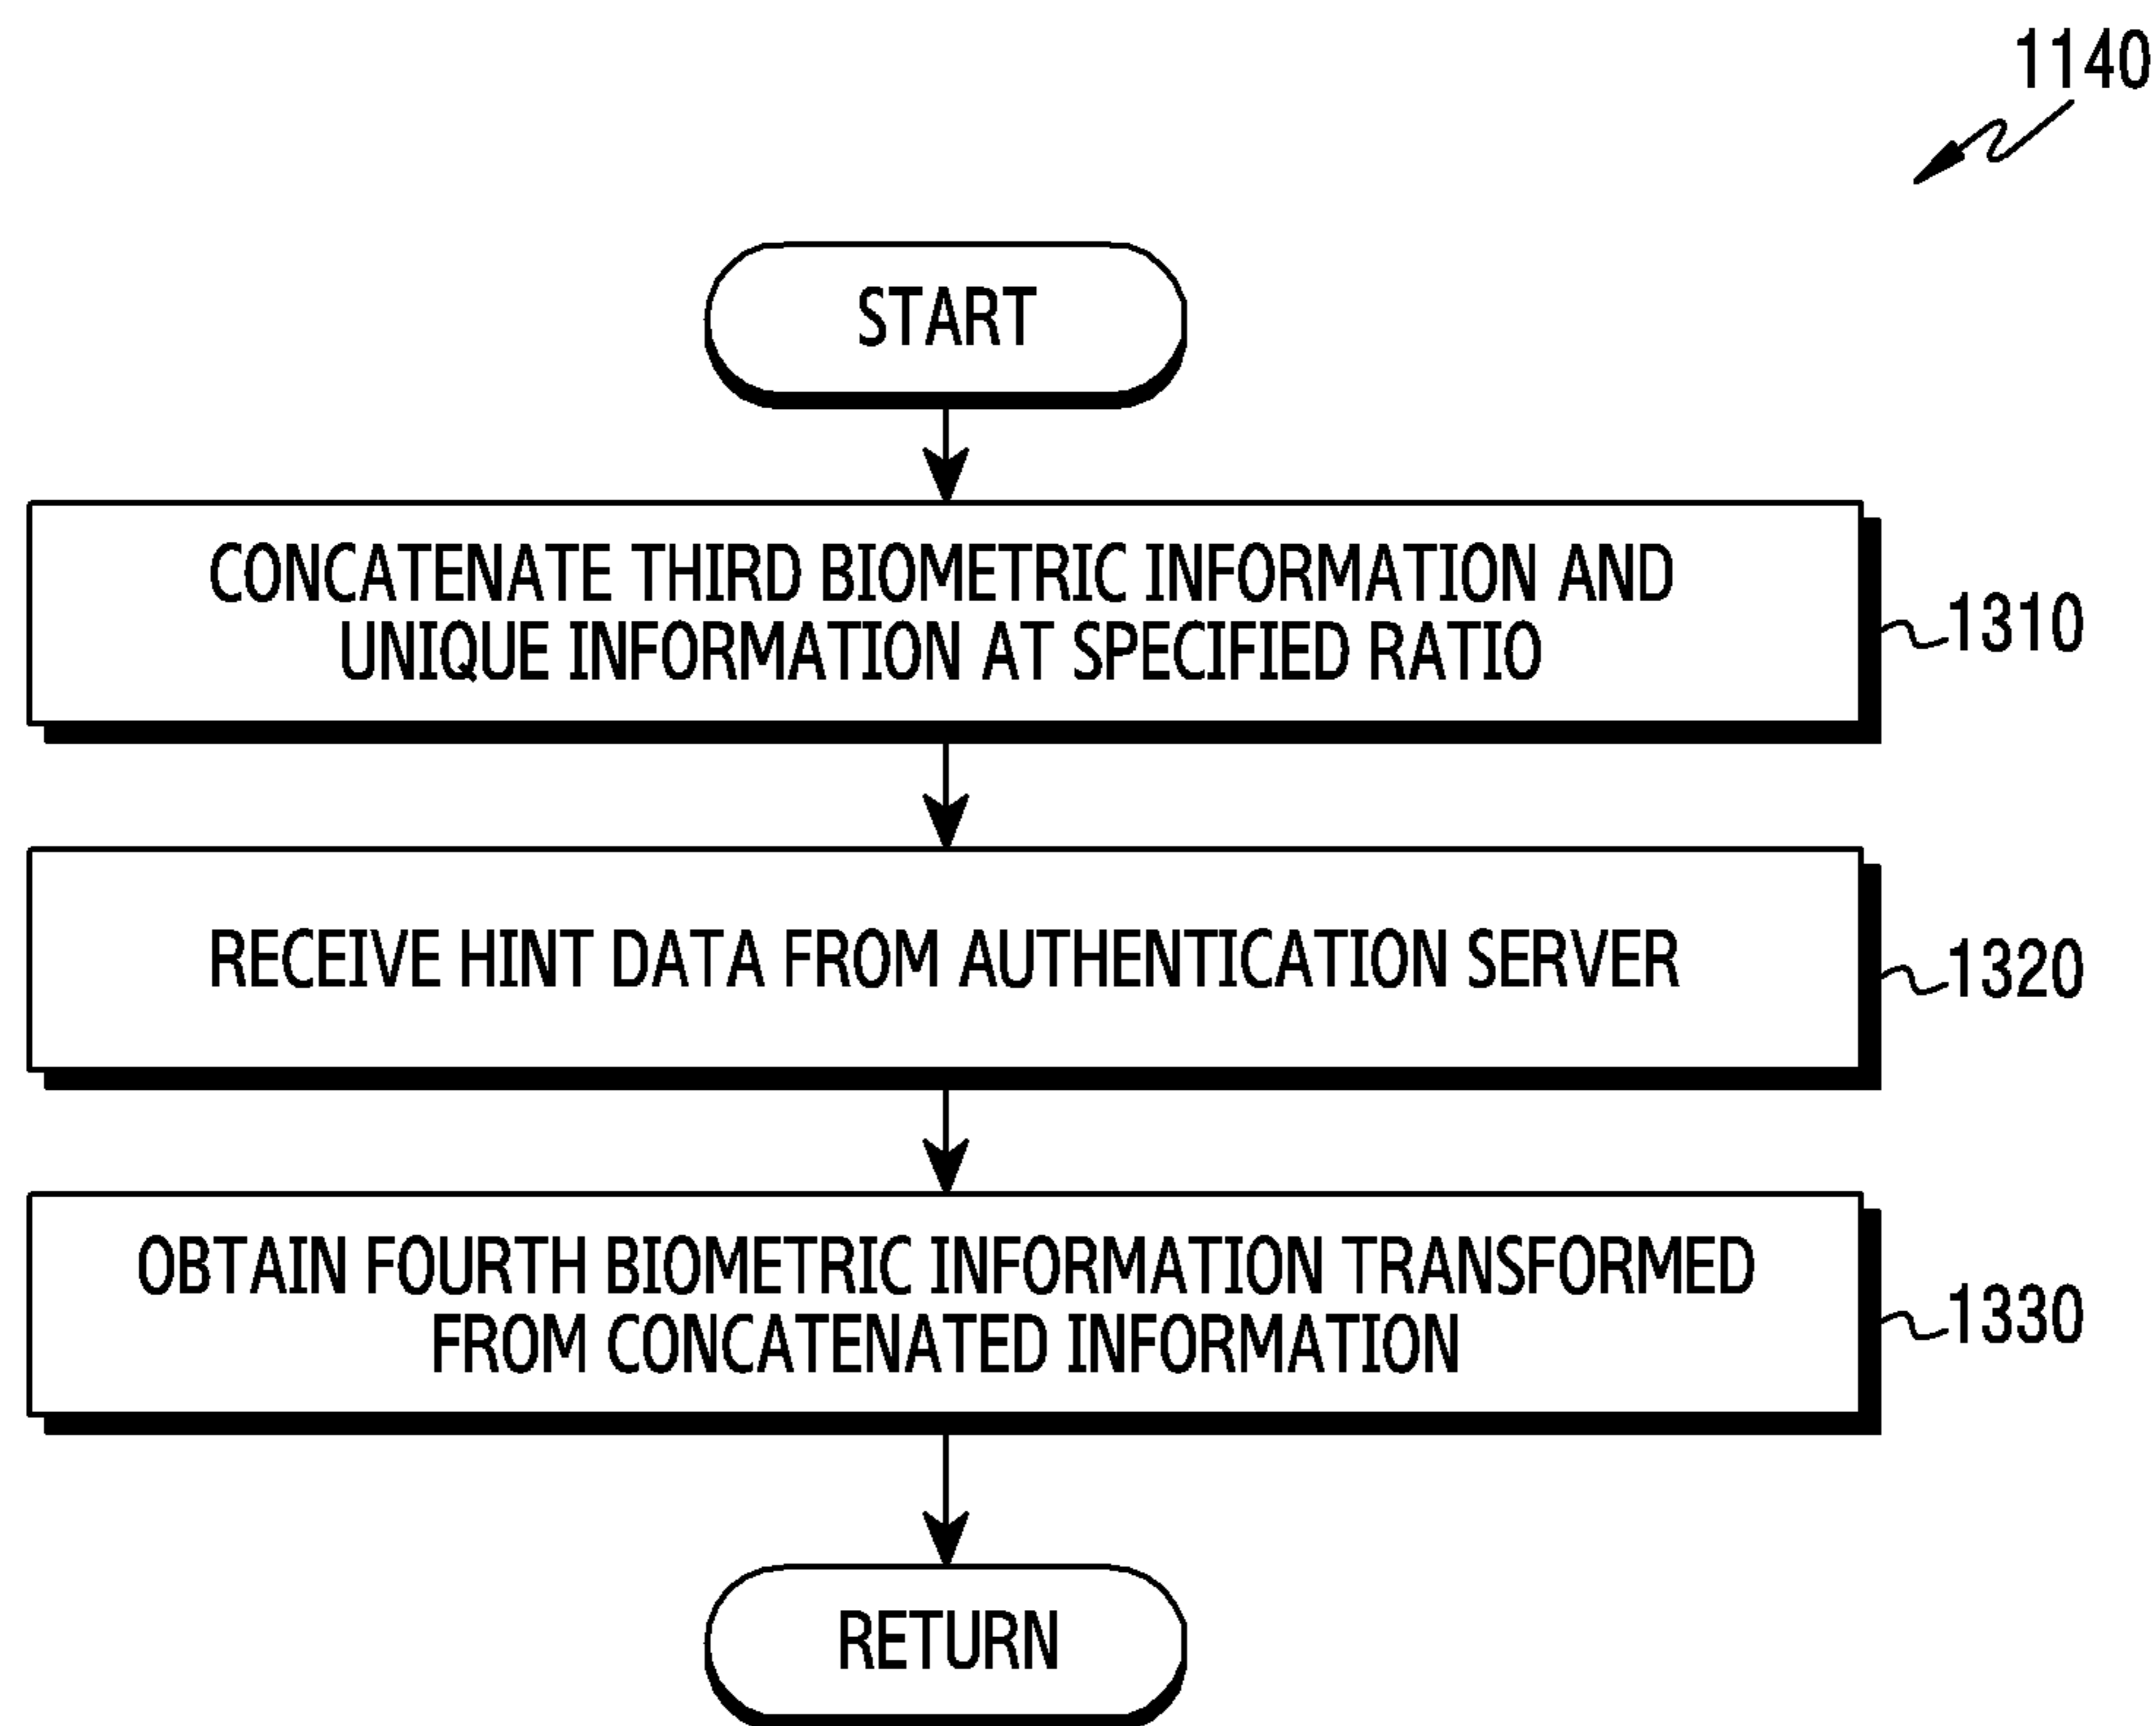 1140
START
CONCATENATE THIRD BIOMETRIC INFORMATION AND
UNIQUE INFORMATION AT SPECIFIED RATIO
1310
RECEIVE HINT DATA FROM AUTHENTICATION SERVER
1320
OBTAIN FOURTH BIOMETRIC INFORMATION TRANSFORMED
FROM CONCATENATED INFORMATION
1330
RETURN